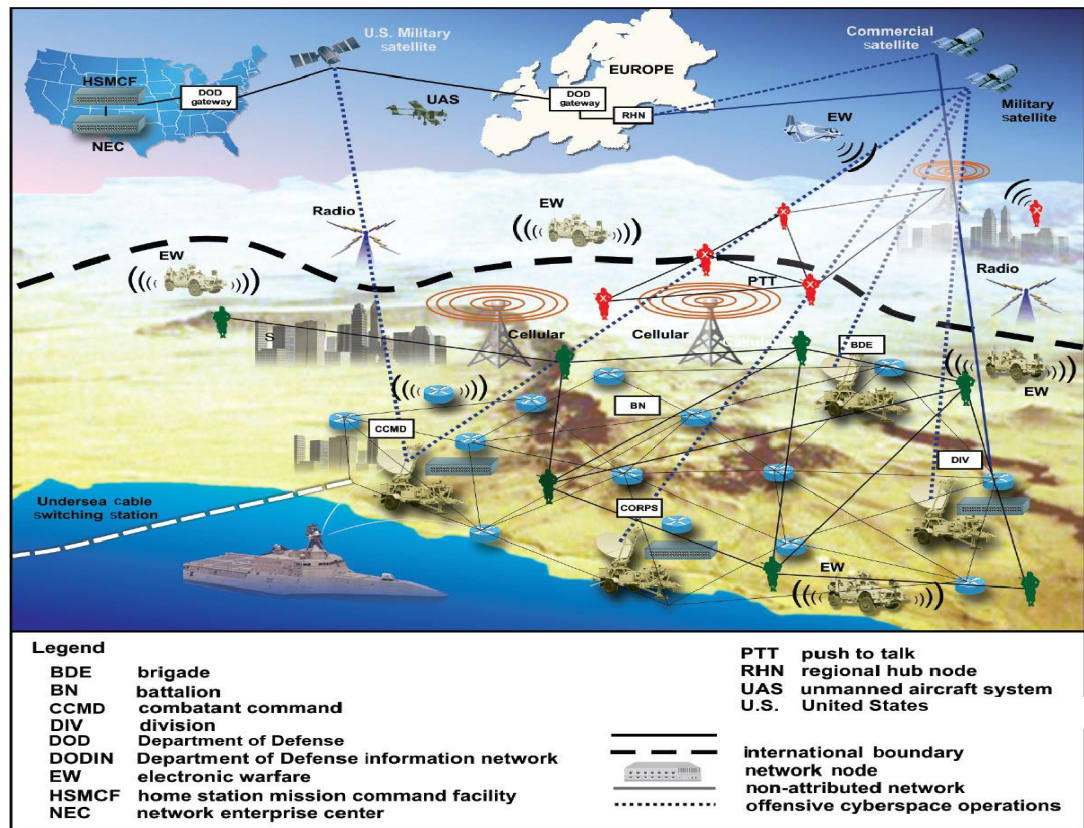 U.S. Military
satellite
Commercial
satellite
HSMCF
DOD
gateway
NEC
UAS
EUROPE
DOD
gateway
RHN
EW
Military
satellite
Radio
EW
EW
PTT
Radio
S
Cellular
Cellular
Cellular
BDE
EW
BN
CCMD
DIV
Undersea cable
switching station
CORPS
EW
Legend
BDE brigade
BN battalion
CCMD combatant command
DIV division
DOD Department of Defense
DODIN Department of Defense information network
EW electronic warfare
HSMCF home station mission command facility
NEC network enterprise center
PTT push to talk
RHN regional hub node
UAS unmanned aircraft system
U.S. United States
international boundary
network node
non-attributed network
offensive cyberspace operations